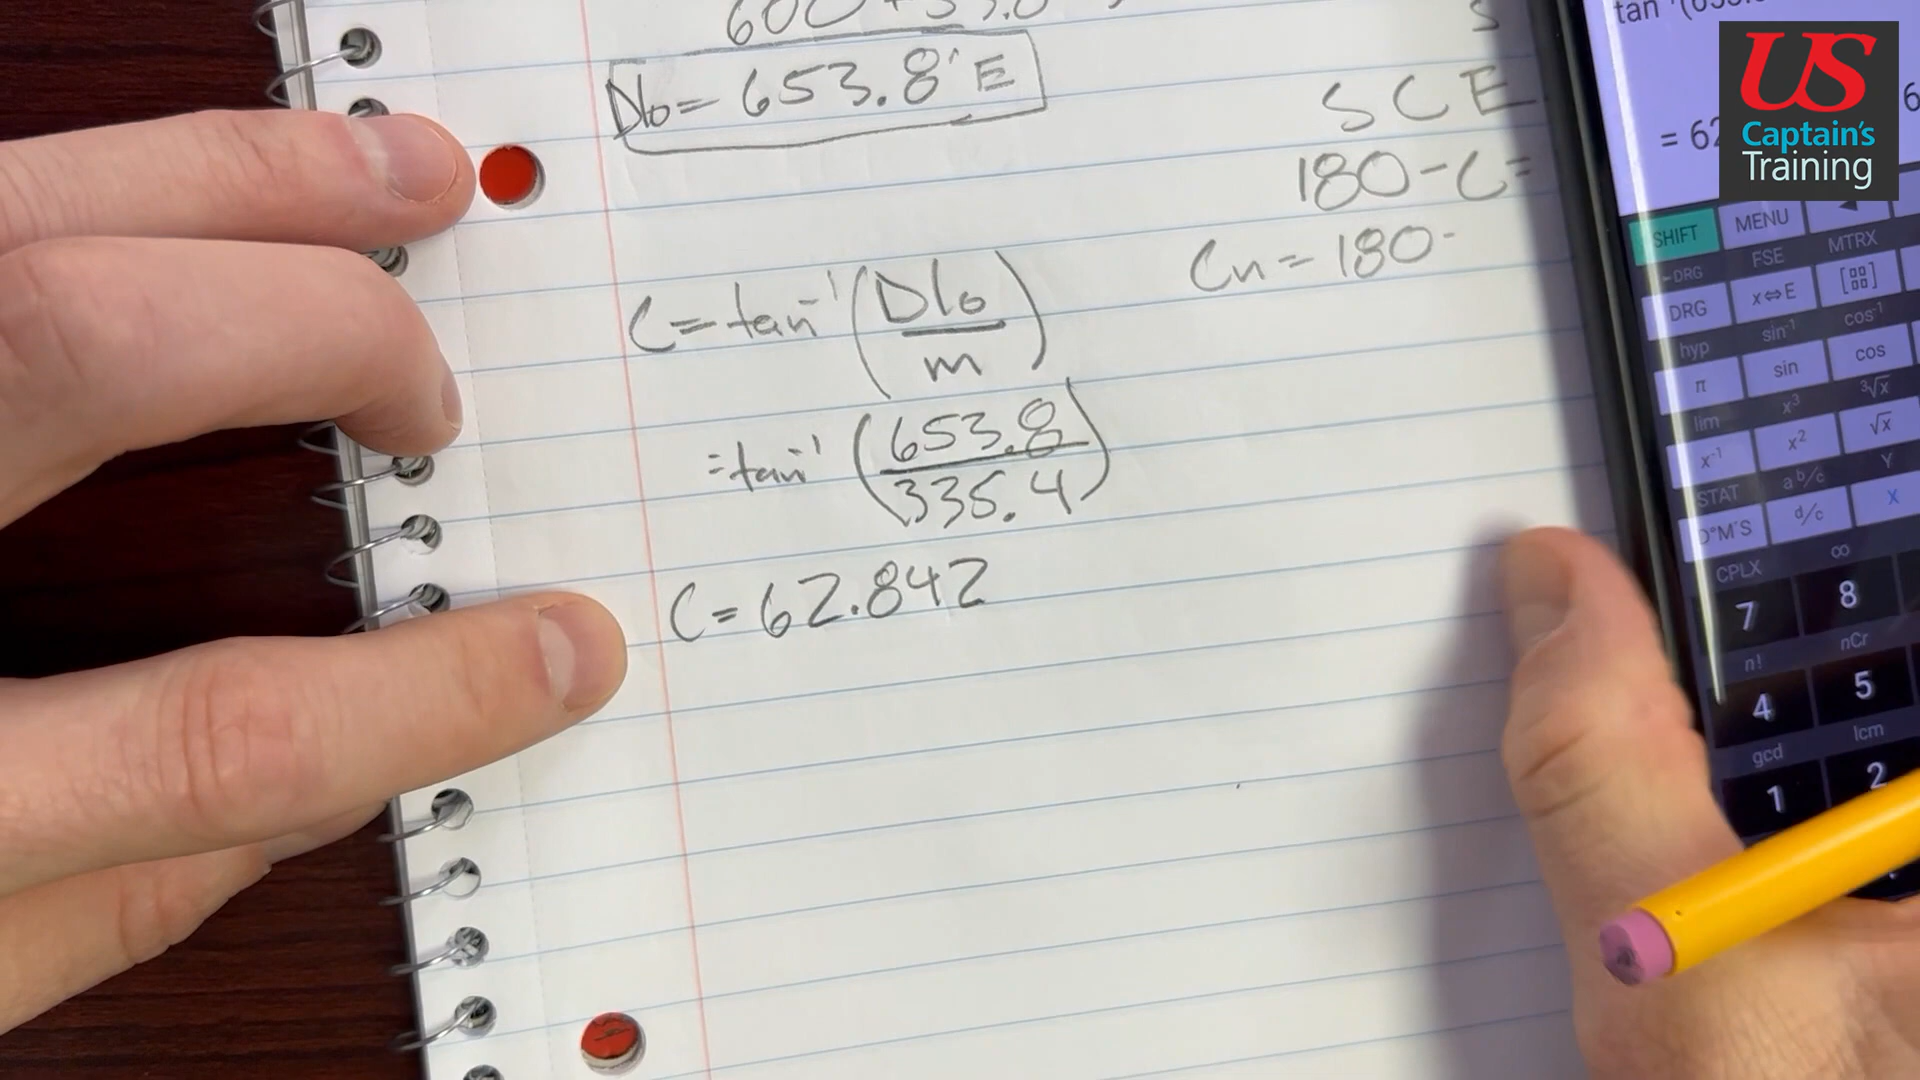 Dlo = 653.8' E
S C E
180 - C =
Cn = 180 -
C = tan⁻¹ (Dlo / m)
= tan⁻¹ (653.8 / 335.4)
C = 62.842
US
Captain's
Training
SHIFT MENU
DRG FSE MTRX
DRG x⇔E
hyp sin⁻¹ cos⁻¹
π sin cos
lim x³ ³√x
x⁻¹ x² √x
STAT a b/c Y
D°M'S d/c X
CPLX ∞
7 8
n! nCr
4 5
gcd lcm
1 2